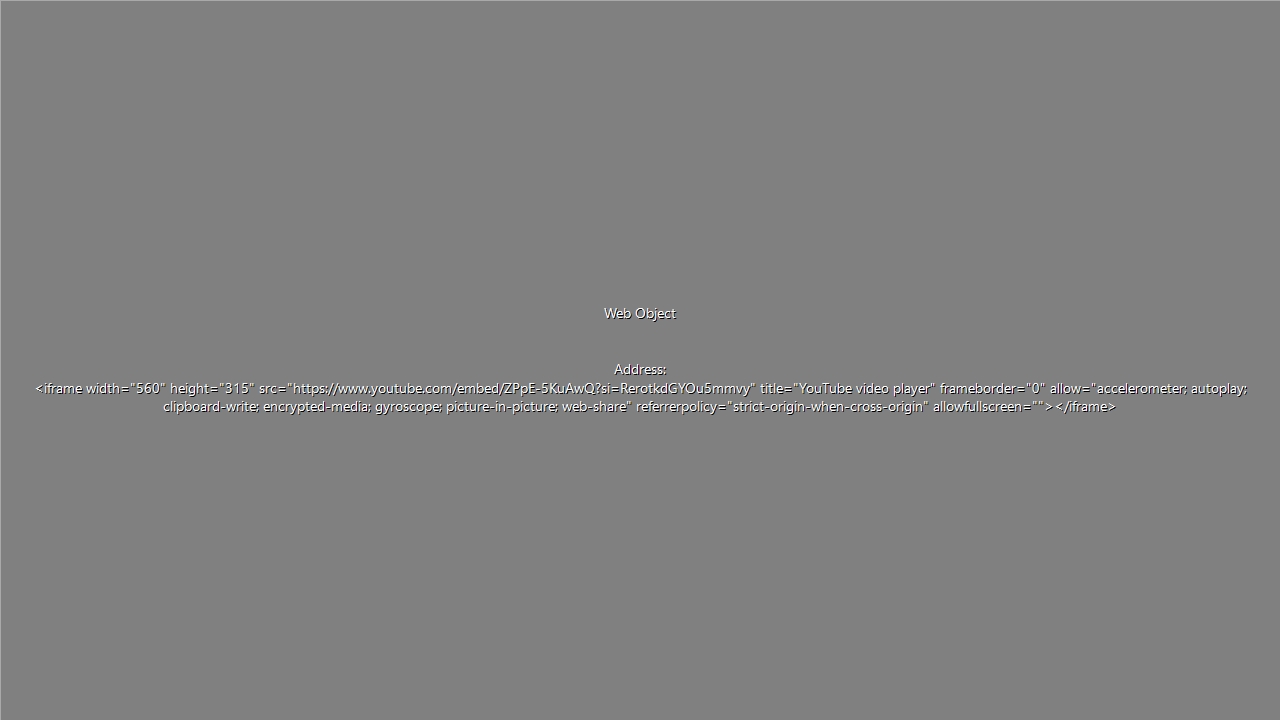 Web Object
Address:
<iframe width="560" height="315" src="https://www.youtube.com/embed/ZPpE-5KuAwQ?si=RerotkdGYOu5mmvy" title="YouTube video player" frameborder="0" allow="accelerometer; autoplay;
clipboard-write; encrypted-media; gyroscope; picture-in-picture; web-share" referrerpolicy="strict-origin-when-cross-origin" allowfullscreen=""></iframe>